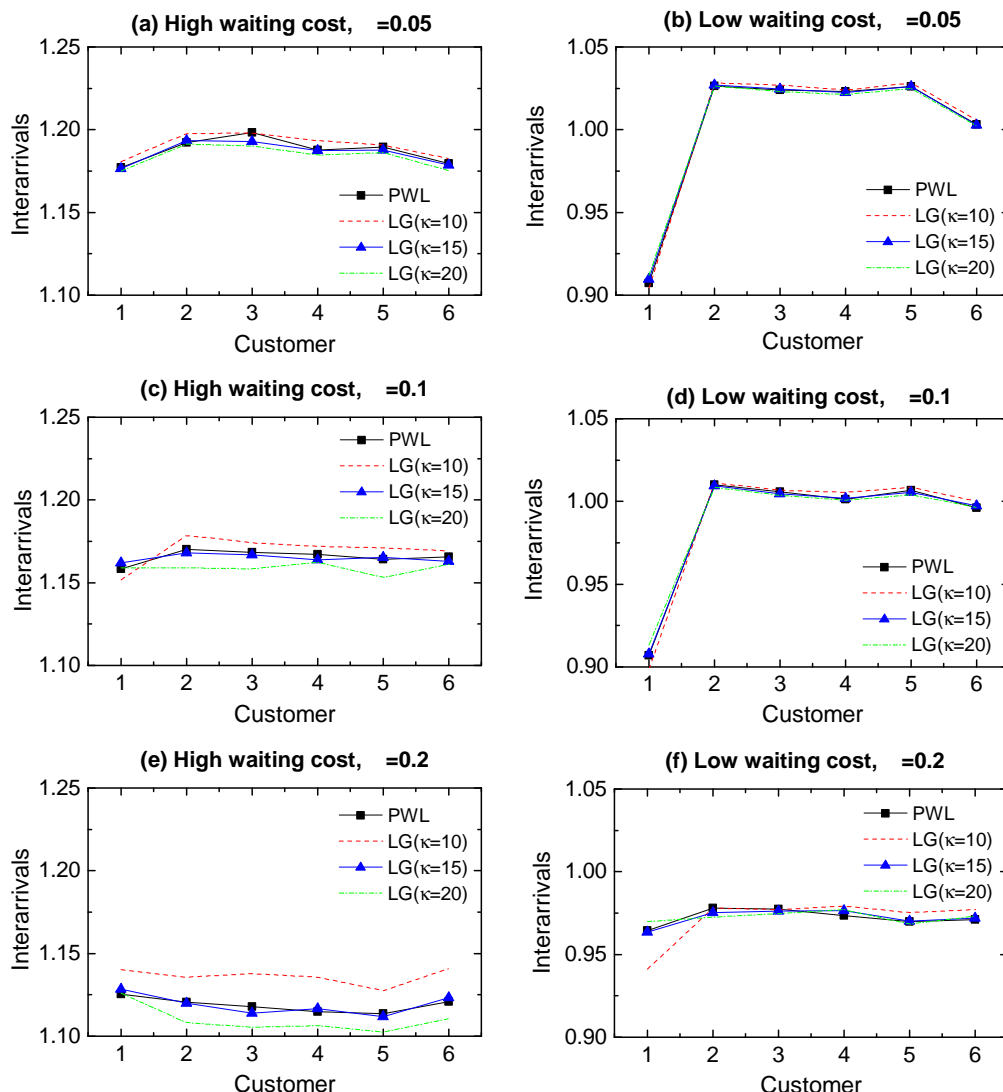 (a) High waiting cost, =0.05
1.25
1.20
1.15
1.10
Interarrivals
PWL
LG(κ=10)
LG(κ=15)
LG(κ=20)
1 2 3 4 5 6
Customer
(b) Low waiting cost, =0.05
1.05
1.00
0.95
0.90
Interarrivals
PWL
LG(κ=10)
LG(κ=15)
LG(κ=20)
1 2 3 4 5 6
Customer
(c) High waiting cost, =0.1
1.25
1.20
1.15
1.10
Interarrivals
PWL
LG(κ=10)
LG(κ=15)
LG(κ=20)
1 2 3 4 5 6
Customer
(d) Low waiting cost, =0.1
1.05
1.00
0.95
0.90
Interarrivals
PWL
LG(κ=10)
LG(κ=15)
LG(κ=20)
1 2 3 4 5 6
Customer
(e) High waiting cost, =0.2
1.25
1.20
1.15
1.10
Interarrivals
PWL
LG(κ=10)
LG(κ=15)
LG(κ=20)
1 2 3 4 5 6
Customer
(f) Low waiting cost, =0.2
1.05
1.00
0.95
0.90
Interarrivals
PWL
LG(κ=10)
LG(κ=15)
LG(κ=20)
1 2 3 4 5 6
Customer